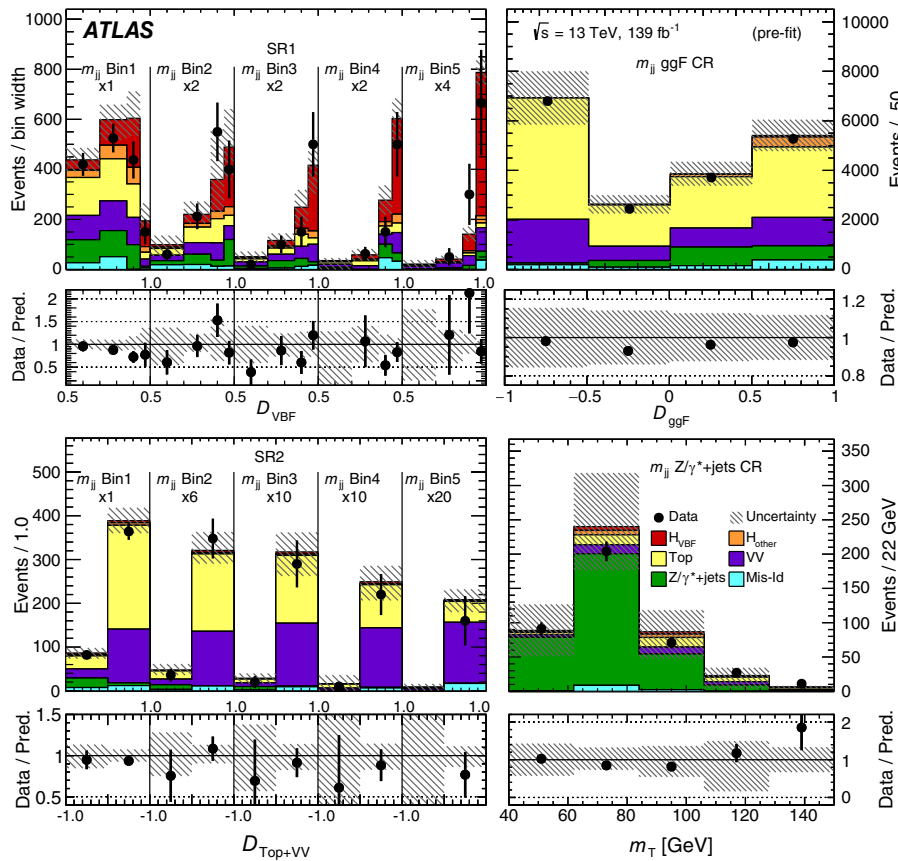 ATLAS
SR1
m_jj Bin1 m_jj Bin2 m_jj Bin3 m_jj Bin4 m_jj Bin5
x1 x2 x2 x2 x4
Events / bin width
1000
800
600
400
200
0
1.0 1.0 1.0 1.0 1.0
Data / Pred.
2
1.5
1
0.5
0.5 0.5 0.5 0.5 0.5
D_VBF
√s = 13 TeV, 139 fb⁻¹ (pre-fit)
m_jj ggF CR
10000
8000
6000
4000
2000
0
Events / .50
1.2
1
0.8
Data / Pred.
−1 −0.5 0 0.5 1
D_ggF
SR2
m_jj Bin1 m_jj Bin2 m_jj Bin3 m_jj Bin4 m_jj Bin5
x1 x6 x10 x10 x20
Events / 1.0
500
400
300
200
100
0
1.0 1.0 1.0 1.0 1.0
Data / Pred.
1.5
1
0.5
-1.0 -1.0 -1.0 -1.0 -1.0
D_Top+VV
m_jj Z/γ*+jets CR
Data Uncertainty
H_VBF H_other
Top VV
Z/γ*+jets Mis-Id
350
300
250
200
150
100
50
0
Events / 22 GeV
2
1
0
Data / Pred.
40 60 80 100 120 140
m_T [GeV]